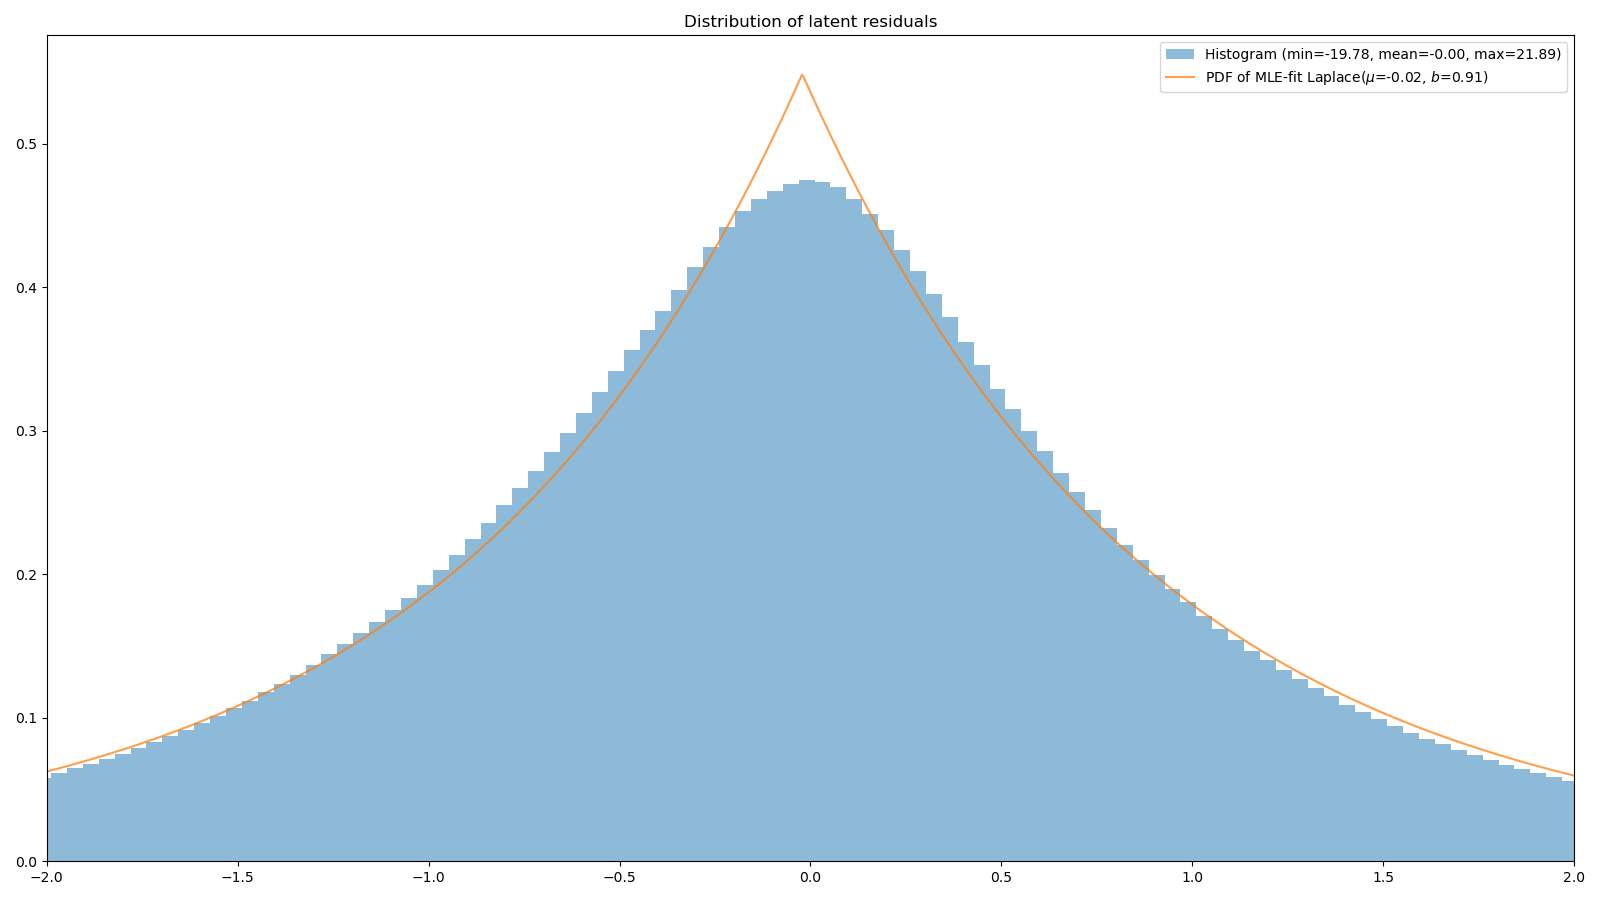 Distribution of latent residuals
Histogram (min=-19.78, mean=-0.00, max=21.89)
PDF of MLE-fit Laplace(μ=-0.02, b=0.91)
0.5
0.4
0.3
0.2
0.1
0.0
−2.0 −1.5 −1.0 −0.5 0.0 0.5 1.0 1.5 2.0